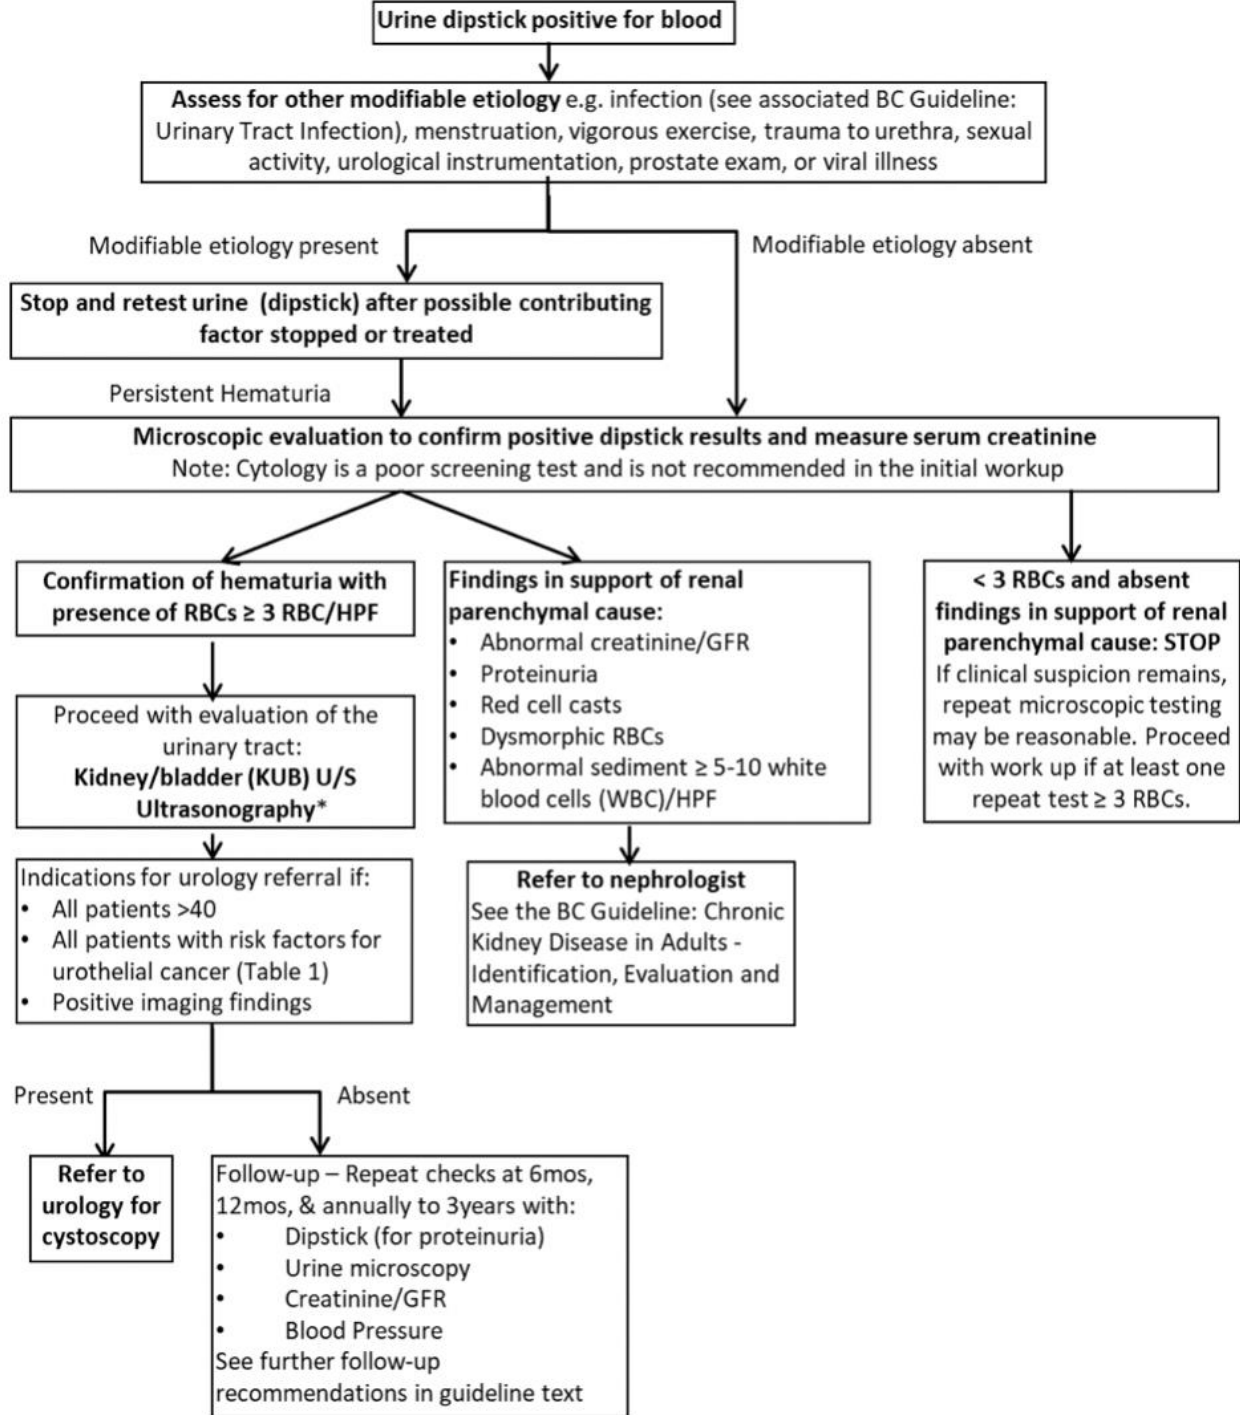 Urine dipstick positive for blood
Assess for other modifiable etiology e.g. infection (see associated BC Guideline:
Urinary Tract Infection), menstruation, vigorous exercise, trauma to urethra, sexual
activity, urological instrumentation, prostate exam, or viral illness
Modifiable etiology present
Modifiable etiology absent
Stop and retest urine (dipstick) after possible contributing
factor stopped or treated
Persistent Hematuria
Microscopic evaluation to confirm positive dipstick results and measure serum creatinine
Note: Cytology is a poor screening test and is not recommended in the initial workup
Confirmation of hematuria with
presence of RBCs ≥ 3 RBC/HPF
Proceed with evaluation of the
urinary tract:
Kidney/bladder (KUB) U/S
Ultrasonography*
Indications for urology referral if:
• All patients >40
• All patients with risk factors for
urothelial cancer (Table 1)
• Positive imaging findings
Findings in support of renal
parenchymal cause:
• Abnormal creatinine/GFR
• Proteinuria
• Red cell casts
• Dysmorphic RBCs
• Abnormal sediment ≥ 5-10 white
blood cells (WBC)/HPF
Refer to nephrologist
See the BC Guideline: Chronic
Kidney Disease in Adults -
Identification, Evaluation and
Management
< 3 RBCs and absent
findings in support of renal
parenchymal cause: STOP
If clinical suspicion remains,
repeat microscopic testing
may be reasonable. Proceed
with work up if at least one
repeat test ≥ 3 RBCs.
Present
Absent
Refer to
urology for
cystoscopy
Follow-up – Repeat checks at 6mos,
12mos, & annually to 3years with:
• Dipstick (for proteinuria)
• Urine microscopy
• Creatinine/GFR
• Blood Pressure
See further follow-up
recommendations in guideline text